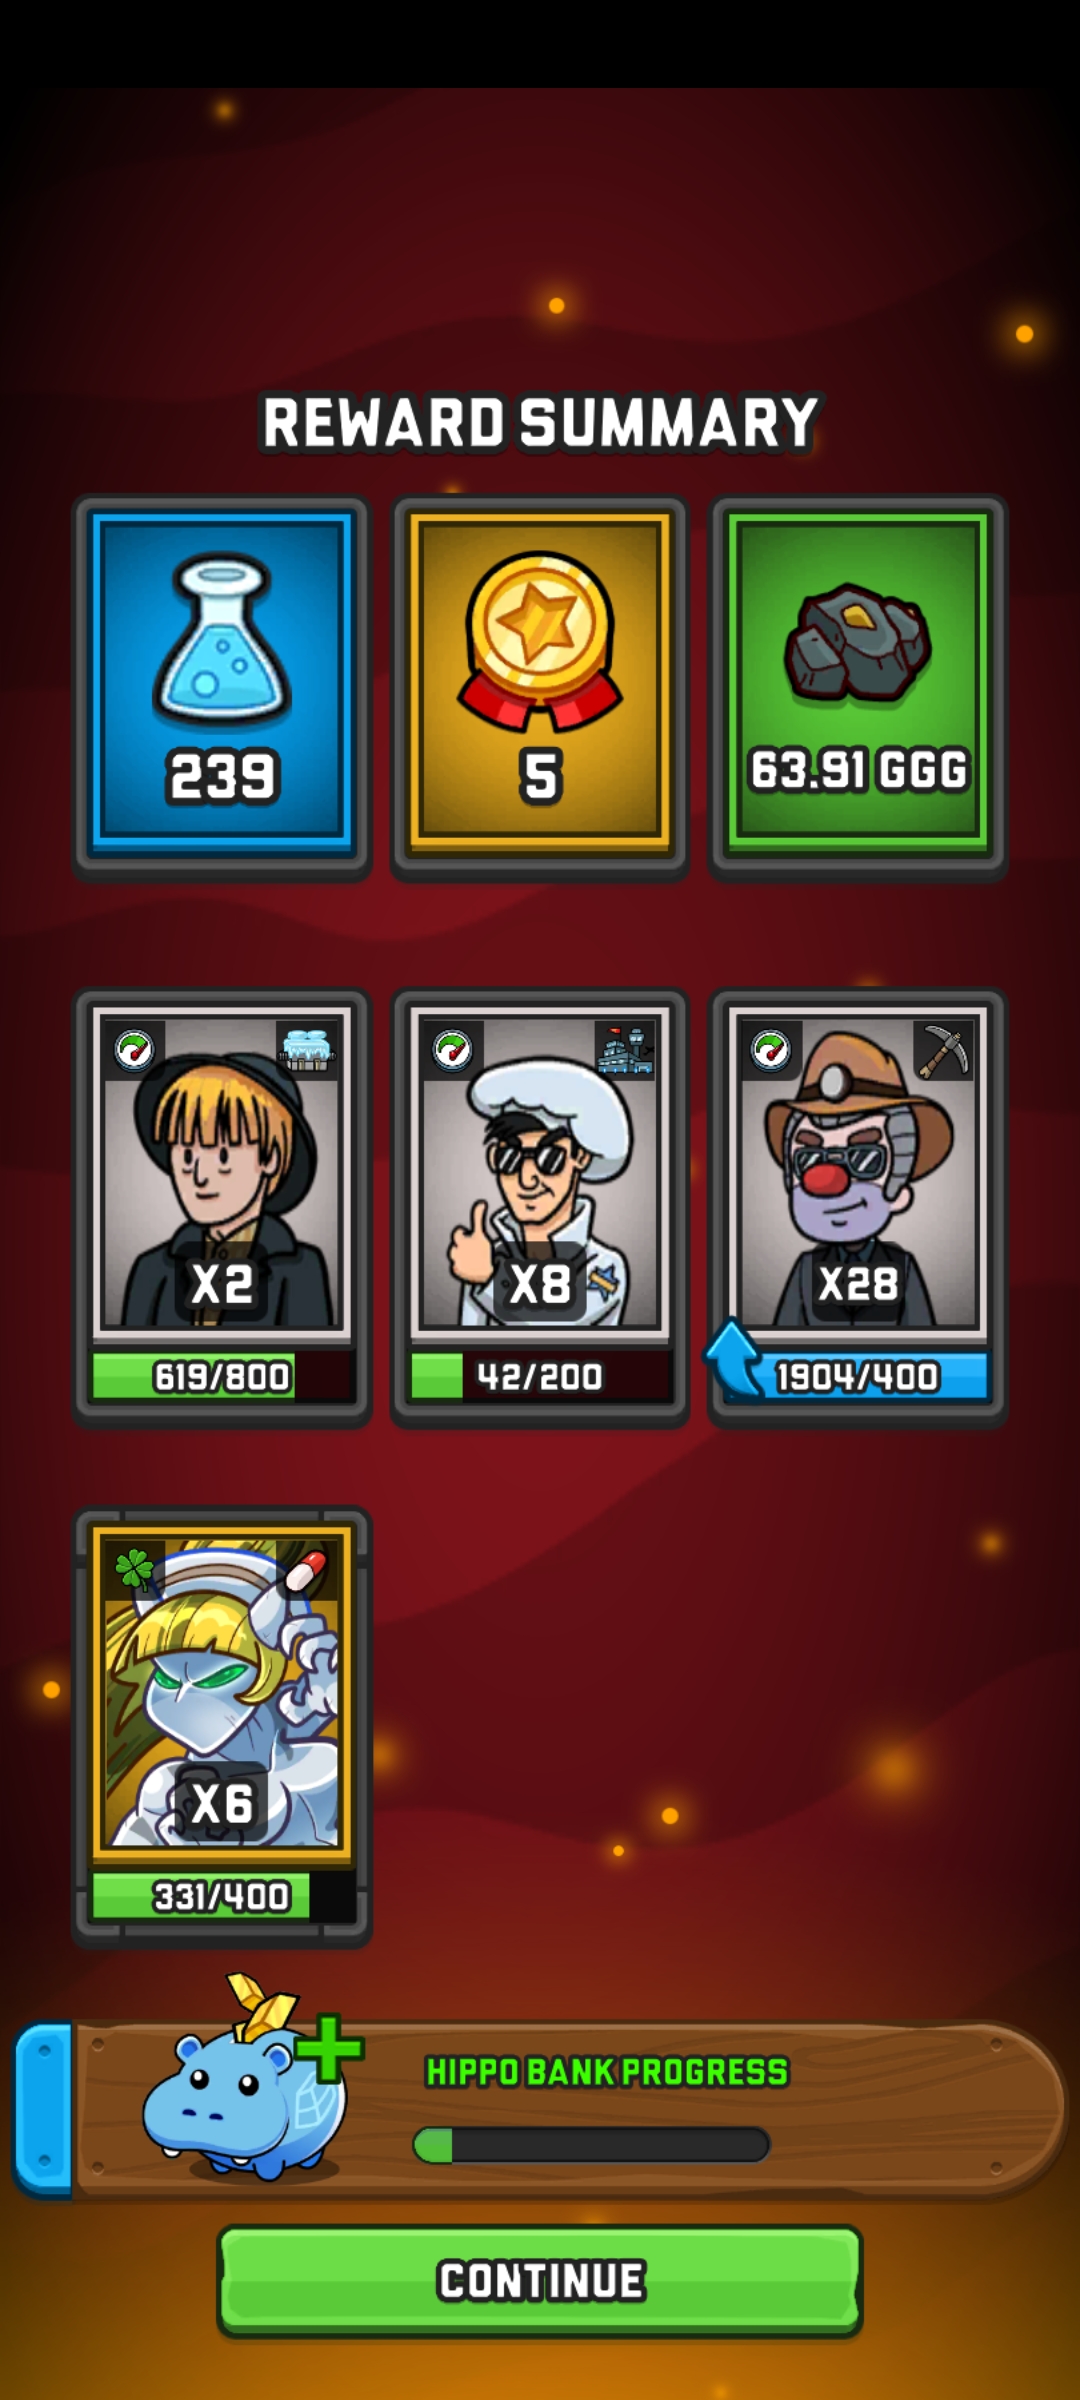 REWARD SUMMARY
239
5
63.91 GGG
X2
X8
X28
619/800
42/200
1904/400
X6
331/400
HIPPO BANK PROGRESS
CONTINUE